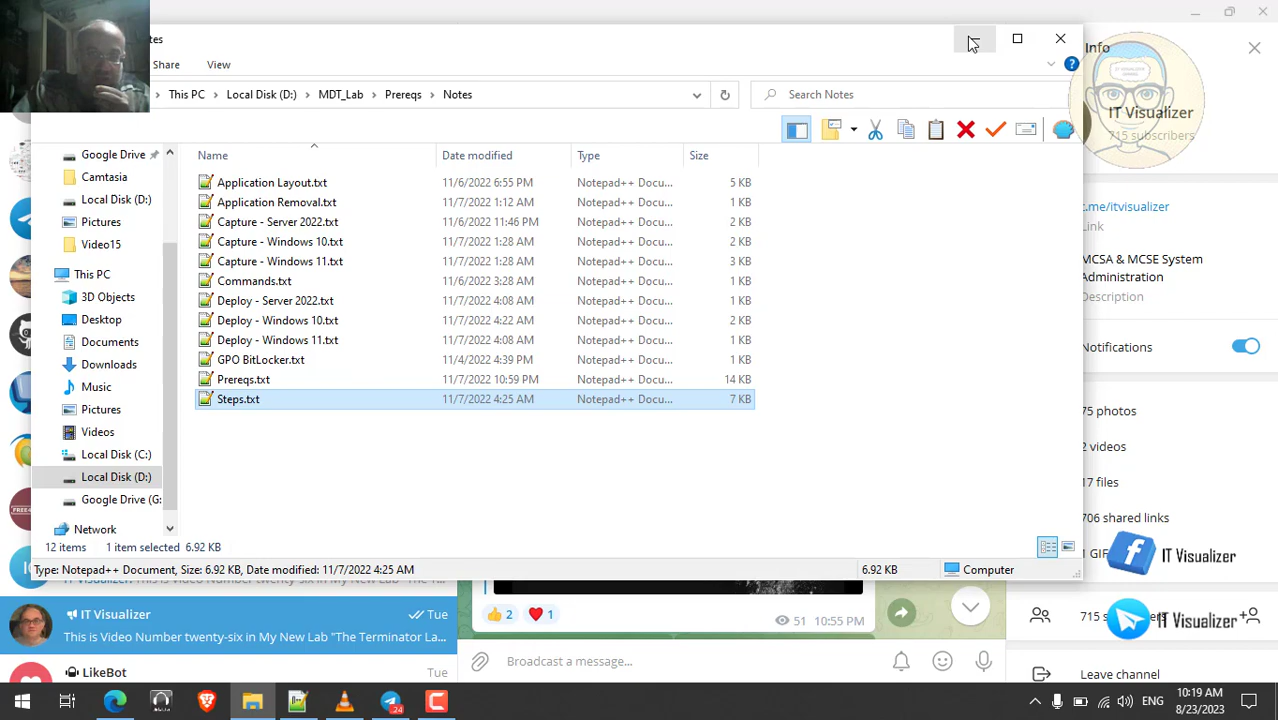 tes
Share
View
This PC
Local Disk (D:)
MDT_Lab
Prereqs
Notes
Search Notes
Google Drive
Camtasia
Local Disk (D:)
Pictures
Video15
This PC
3D Objects
Desktop
Documents
Downloads
Music
Pictures
Videos
Local Disk (C:)
Local Disk (D:)
Google Drive (G:
Network
Name Date modified Type Size
Application Layout.txt 11/6/2022 6:55 PM Notepad++ Docu... 5 KB
Application Removal.txt 11/7/2022 1:12 AM Notepad++ Docu... 1 KB
Capture - Server 2022.txt 11/6/2022 11:46 PM Notepad++ Docu... 2 KB
Capture - Windows 10.txt 11/7/2022 1:28 AM Notepad++ Docu... 2 KB
Capture - Windows 11.txt 11/7/2022 1:28 AM Notepad++ Docu... 3 KB
Commands.txt 11/6/2022 3:28 AM Notepad++ Docu... 1 KB
Deploy - Server 2022.txt 11/7/2022 4:08 AM Notepad++ Docu... 1 KB
Deploy - Windows 10.txt 11/7/2022 4:22 AM Notepad++ Docu... 2 KB
Deploy - Windows 11.txt 11/7/2022 4:08 AM Notepad++ Docu... 1 KB
GPO BitLocker.txt 11/4/2022 4:39 PM Notepad++ Docu... 1 KB
Prereqs.txt 11/7/2022 10:59 PM Notepad++ Docu... 14 KB
Steps.txt 11/7/2022 4:25 AM Notepad++ Docu... 7 KB
12 items 1 item selected 6.92 KB
Type: Notepad++ Document, Size: 6.92 KB, Date modified: 11/7/2022 4:25 AM 6.92 KB Computer
Info
IT Visualizer
715 subscribers
t.me/itvisualizer
Link
MCSA & MCSE System
Administration
Description
Notifications
75 photos
2 videos
17 files
706 shared links
1 GIF
IT Visualizer
715 subscribers
IT Visualizer
Leave channel
IT Visualizer Tue
This is Video Number twenty-six in My New Lab "The Terminator La...
LikeBot Tue
2 1
51 10:55 PM
Broadcast a message...
24
ENG
10:19 AM
8/23/2023